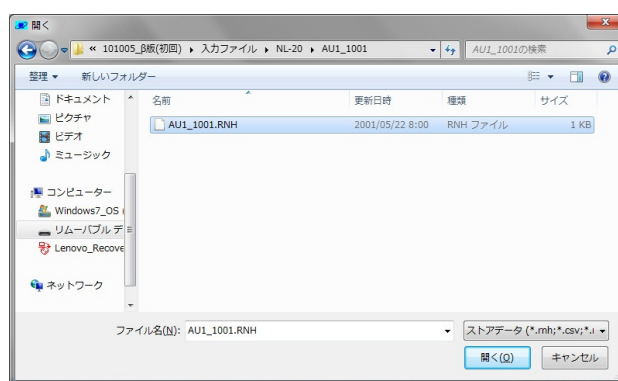 開く
« 101005_β版(初回) ▸ 入力ファイル ▸ NL-20 ▸ AU1_1001
AU1_1001の検索
整理 ▼ 新しいフォルダー
ドキュメント
名前 更新日時 種類 サイズ
ピクチャ
AU1_1001.RNH 2001/05/22 8:00 RNH ファイル 1 KB
ビデオ
ミュージック
コンピューター
Windows7_OS (
リムーバブル デ
Lenovo_Recove
ネットワーク
ファイル名(N): AU1_1001.RNH
ストアデータ (*.rnh;*.csv;*.r
開く(O) キャンセル